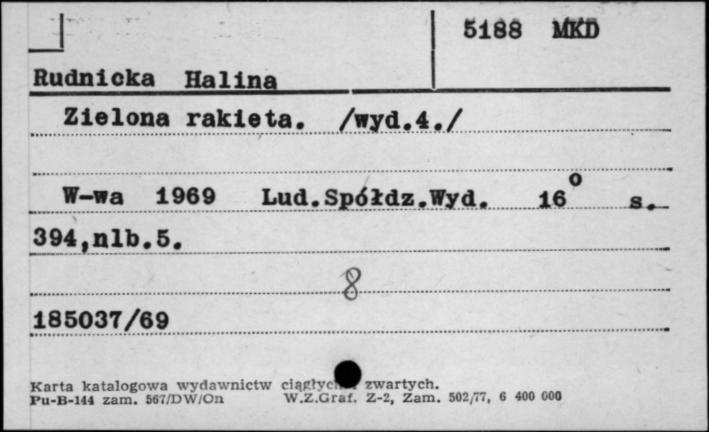 5188 MKD
Rudnicka Halina
Zielona rakieta. /wyd.4./
W-wa 1969 Lud.Spółdz.Wyd. 16° s.
394,nlb.5.
8
185037/69
Karta katalogowa wydawnictw ciągłych zwartych.
Pu-B-144 zam. 567/DW/On W.Z.Graf. Z-2, Zam. 502/77, 6 400 000